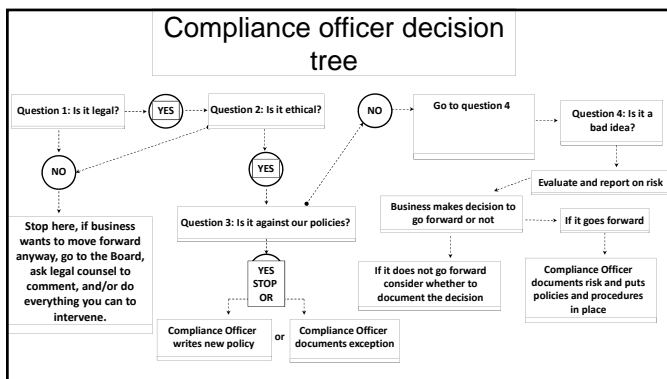 Compliance officer decision
tree
Question 1: Is it legal?
YES
Question 2: Is it ethical?
NO
Go to question 4
Question 4: Is it a
bad idea?
NO
YES
Evaluate and report on risk
Stop here, if business
wants to move forward
anyway, go to the Board,
ask legal counsel to
comment, and/or do
everything you can to
intervene.
Question 3: Is it against our policies?
Business makes decision to
go forward or not
If it goes forward
YES
STOP
OR
If it does not go forward
consider whether to
document the decision
Compliance Officer
documents risk and puts
policies and procedures
in place
Compliance Officer
writes new policy
or
Compliance Officer
documents exception